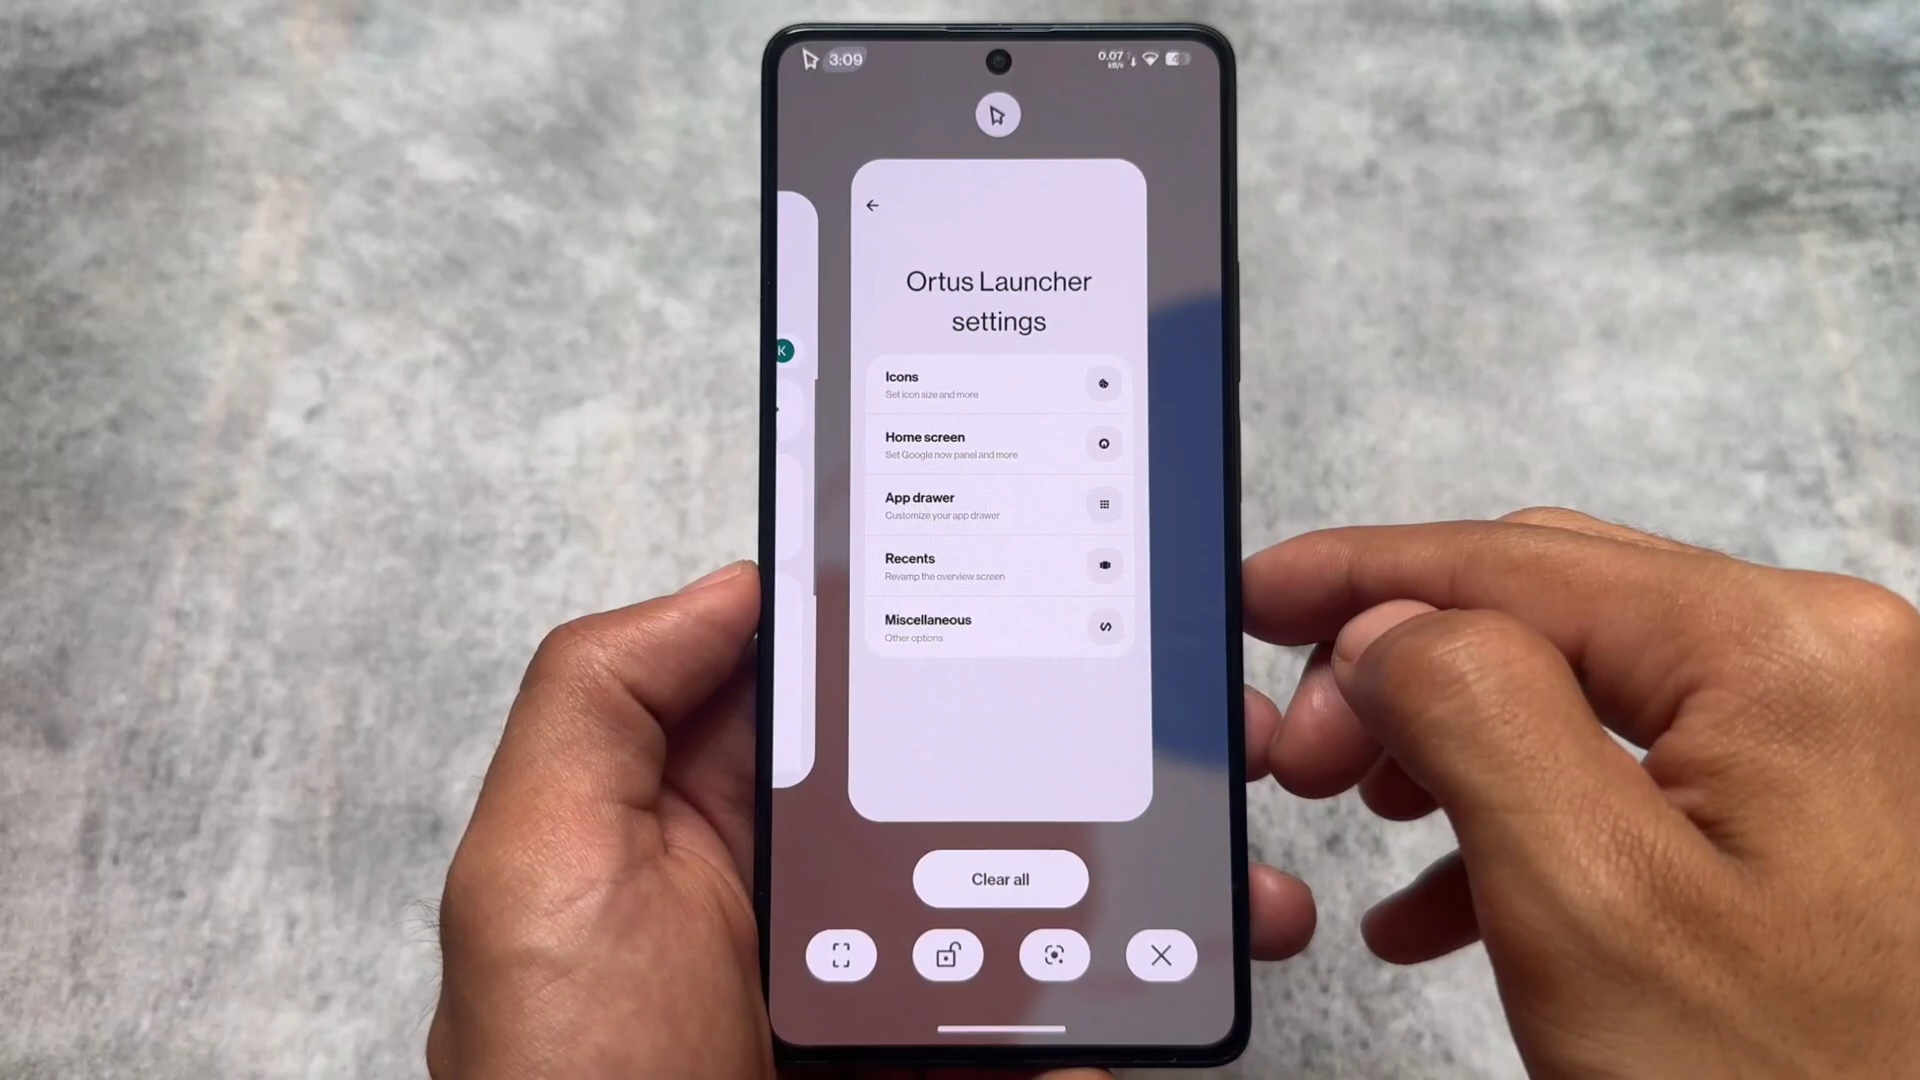 3:09
0.07
kB/s
K
Ortus Launcher
settings
Icons
Set icon size and more
Home screen
Set Google now panel and more
App drawer
Customize your app drawer
Recents
Revamp the overview screen
Miscellaneous
Other options
Clear all